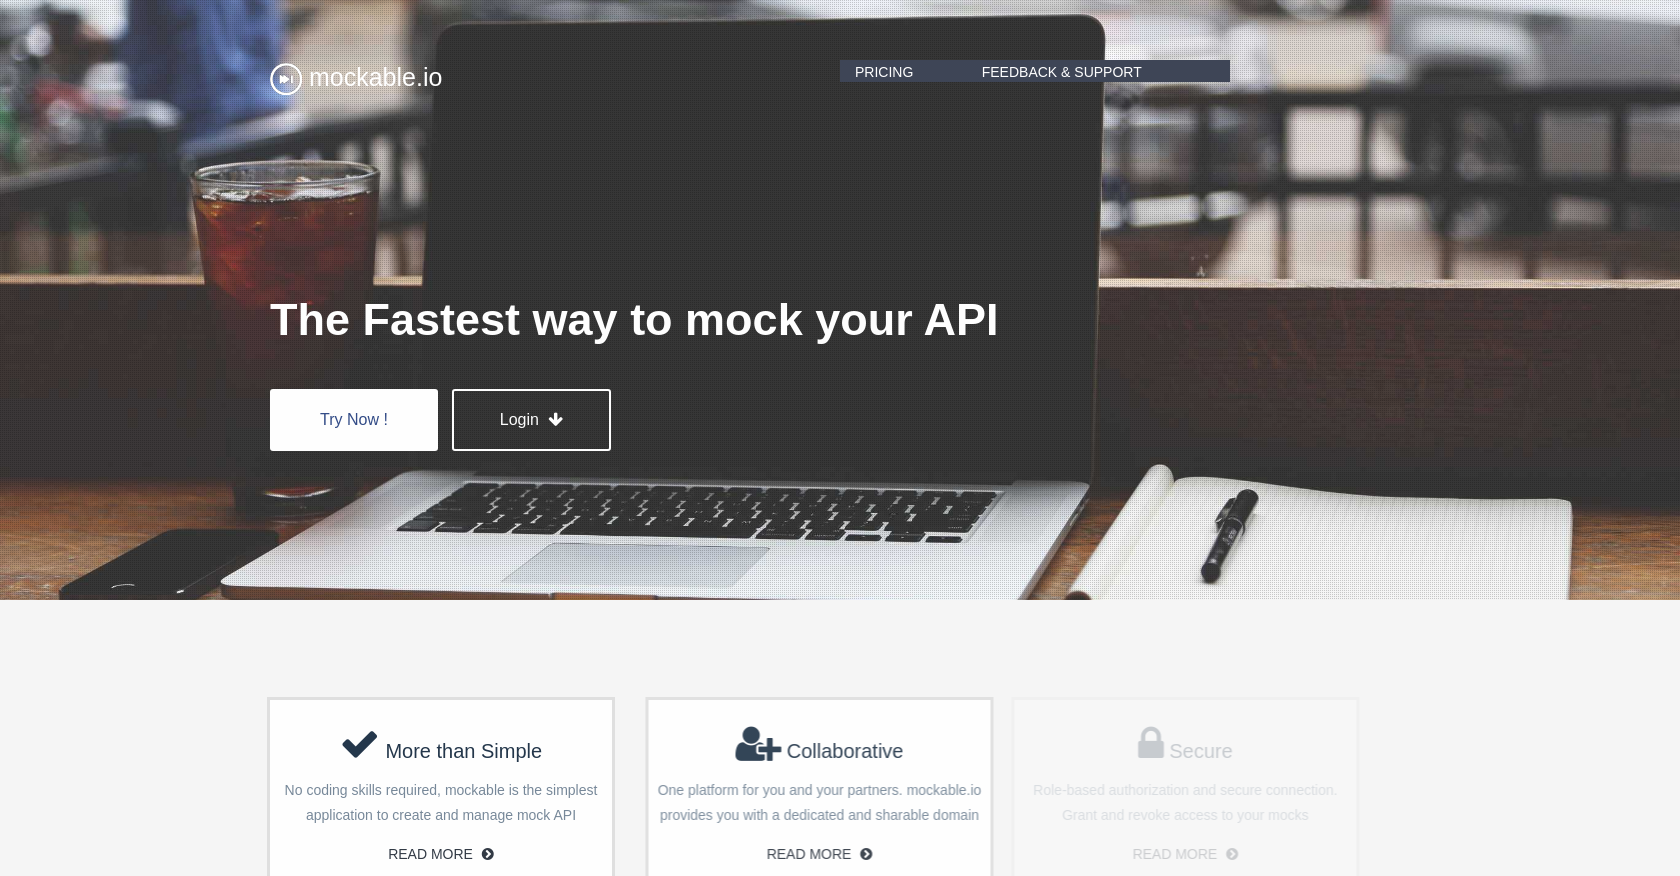 mockable.io
PRICING
FEEDBACK & SUPPORT
The Fastest way to mock your API
Try Now !
Login
More than Simple
No coding skills required, mockable is the simplest
application to create and manage mock API
READ MORE
Collaborative
One platform for you and your partners. mockable.io
provides you with a dedicated and sharable domain
READ MORE
Secure
Role-based authorization and secure connection.
Grant and revoke access to your mocks
READ MORE